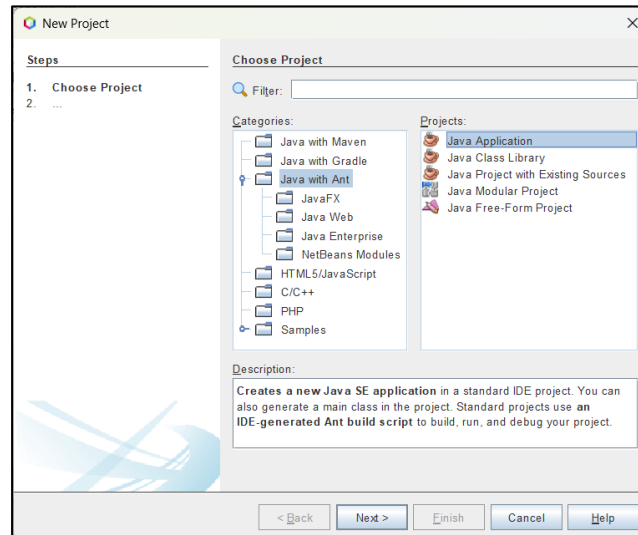 New Project
Steps
1. Choose Project
2. ...
Choose Project
Filter:
Categories:
Java with Maven
Java with Gradle
Java with Ant
JavaFX
Java Web
Java Enterprise
NetBeans Modules
HTML5/JavaScript
C/C++
PHP
Samples
Projects:
Java Application
Java Class Library
Java Project with Existing Sources
Java Modular Project
Java Free-Form Project
Description:
Creates a new Java SE application in a standard IDE project. You can
also generate a main class in the project. Standard projects use an
IDE-generated Ant build script to build, run, and debug your project.
< Back
Next >
Finish
Cancel
Help